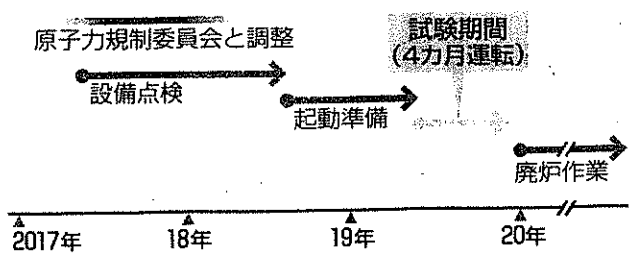 原子力規制委員会と調整
試験期間
(4カ月運転)
設備点検
起動準備
廃炉作業
2017年
18年
19年
20年